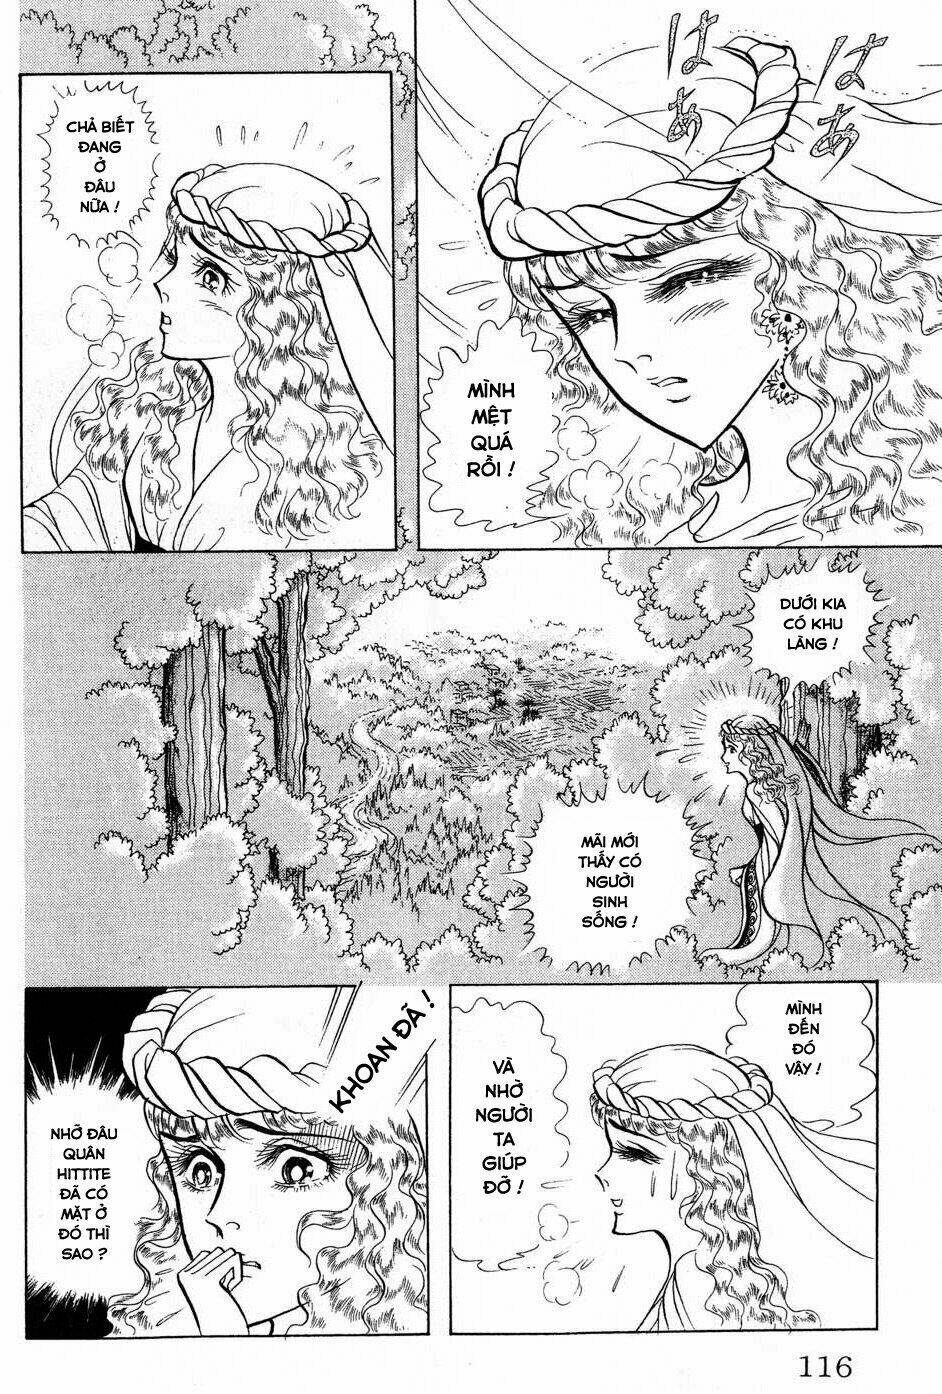 はあ
はあ
MÌNH
MỆT
QUÁ
RỒI !
CHẢ BIẾT
ĐANG
Ở
ĐÂU
NỮA !
DƯỚI KIA
CÓ KHU
LÀNG !
MÃI MỚI
THẤY CÓ
NGƯỜI
SINH
SỐNG !
MÌNH
ĐẾN
ĐÓ
VẬY !
VÀ
NHỜ
NGƯỜI
TA
GIÚP
ĐỠ !
KHOAN ĐÃ !
NHỠ ĐÂU
QUÂN
HITTITE
ĐÃ CÓ
MẶT Ở
ĐÓ THÌ
SAO ?
116